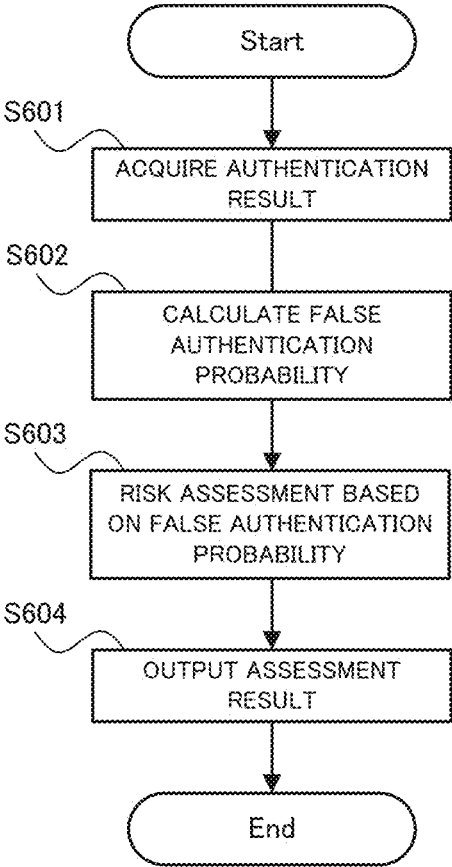 Start
S601
ACQUIRE AUTHENTICATION
RESULT
S602
CALCULATE FALSE
AUTHENTICATION
PROBABILITY
S603
RISK ASSESSMENT BASED
ON FALSE AUTHENTICATION
PROBABILITY
S604
OUTPUT ASSESSMENT
RESULT
End